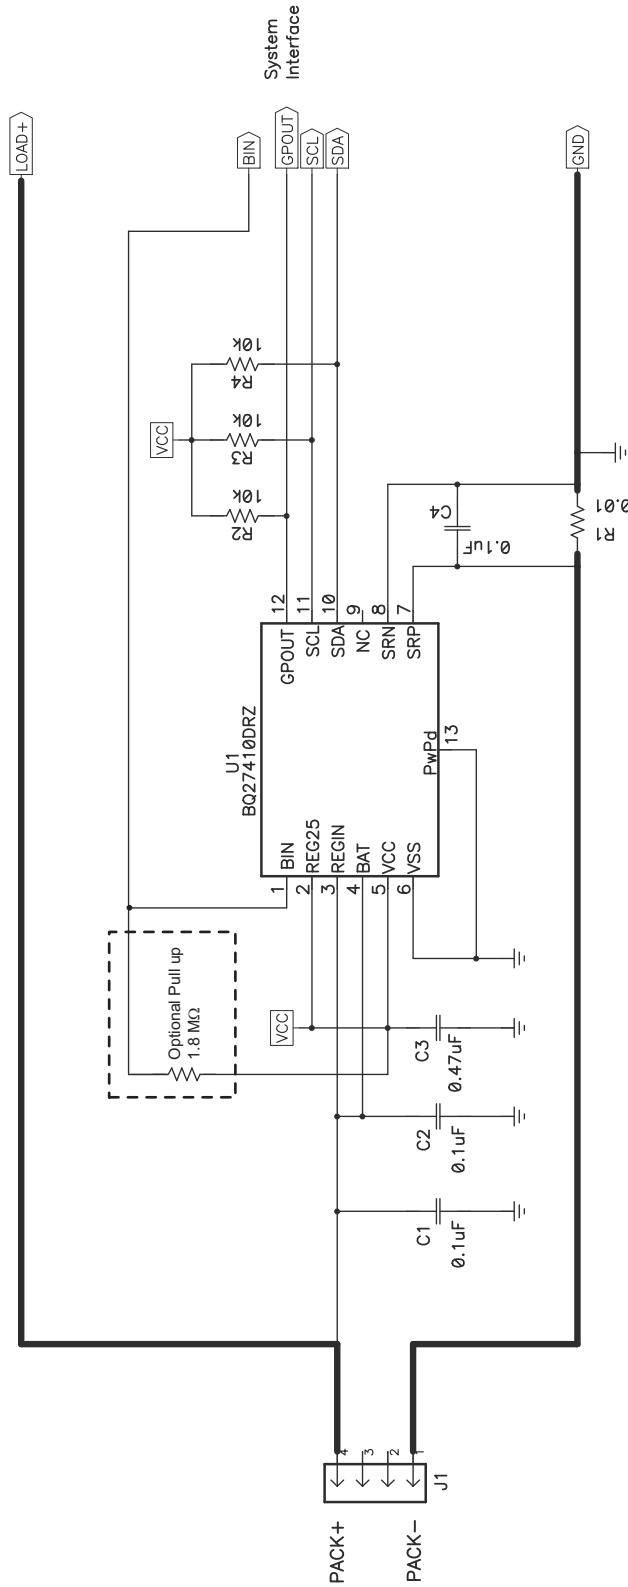 LOAD+
System
Interface
BIN
GPOUT
SCL
SDA
GND
VCC
10k
R4
10k
R3
10k
R2
C4
0.1uF
0.01
R1
12
11
10
9
8
7
GPOUT
SCL
SDA
NC
SRN
SRP
U1
BQ27410DRZ
PwPd
13
BIN
REG25
REGIN
BAT
VCC
VSS
1
2
3
4
5
6
Optional Pull up
1.8 MΩ
VCC
C3
0.47uF
C2
0.1uF
C1
0.1uF
4
3
2
1
J1
PACK+
PACK-